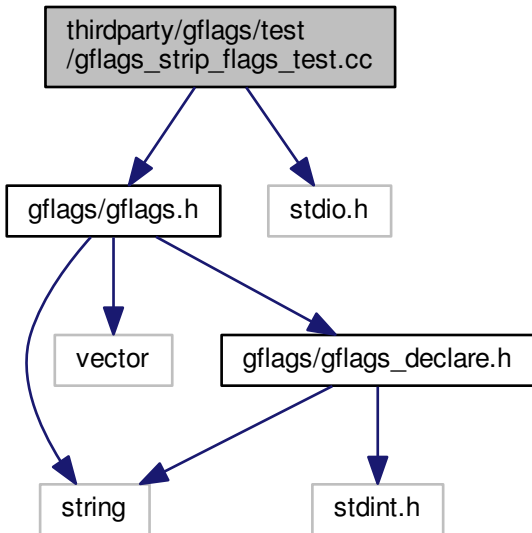 thirdparty/gflags/test
/gflags_strip_flags_test.cc
gflags/gflags.h
stdio.h
vector
gflags/gflags_declare.h
string
stdint.h